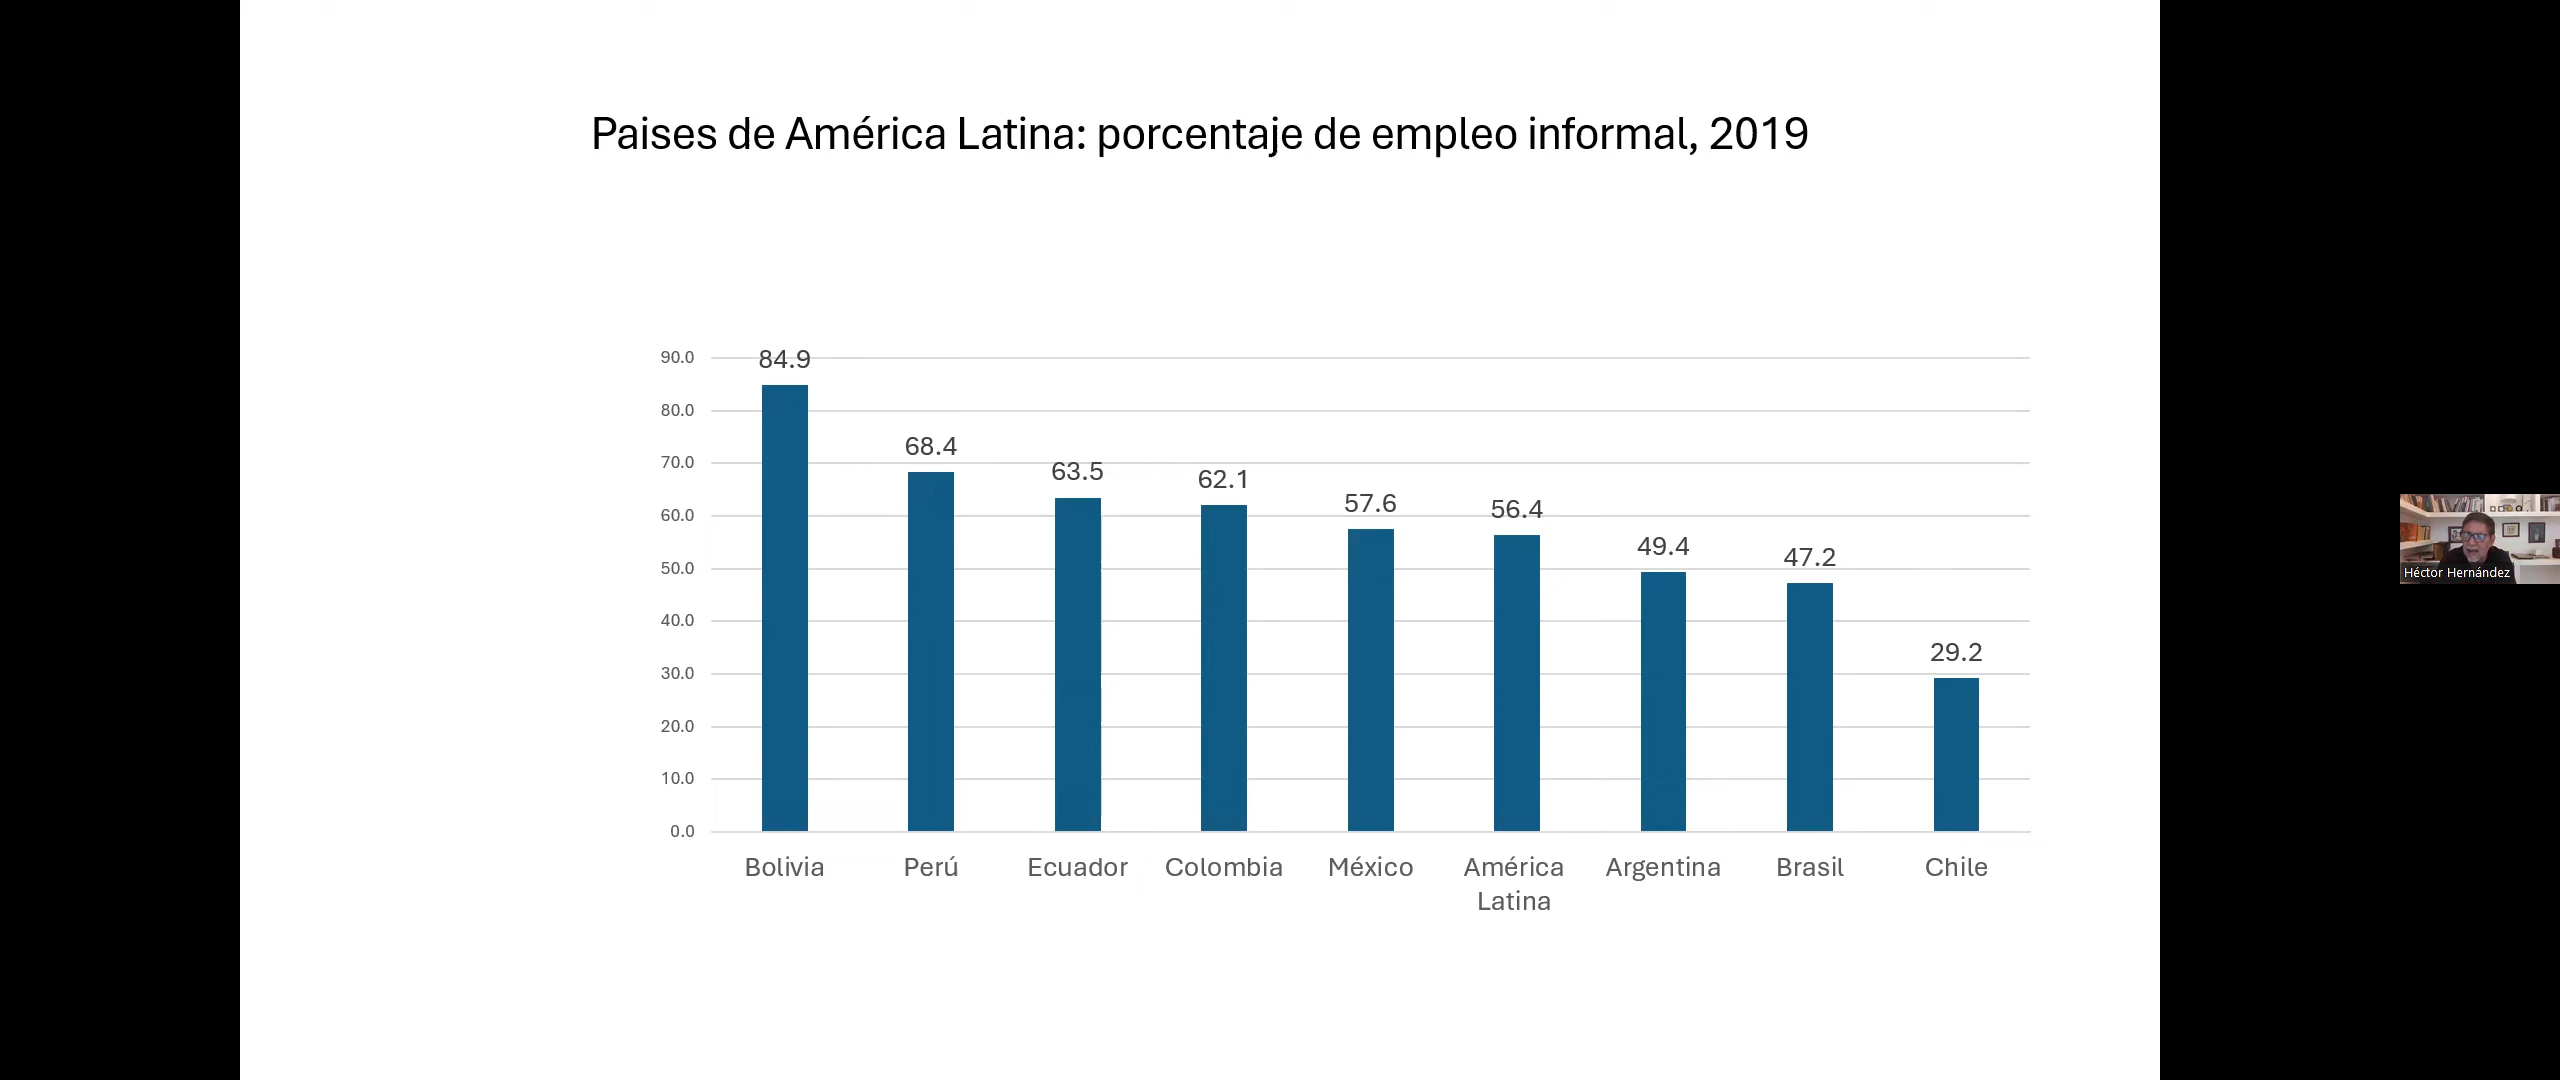 Paises de América Latina: porcentaje de empleo informal, 2019
90.0
80.0
70.0
60.0
50.0
40.0
30.0
20.0
10.0
0.0
84.9
68.4
63.5
62.1
57.6
56.4
49.4
47.2
29.2
Bolivia
Perú
Ecuador
Colombia
México
América
Latina
Argentina
Brasil
Chile
Héctor Hernández